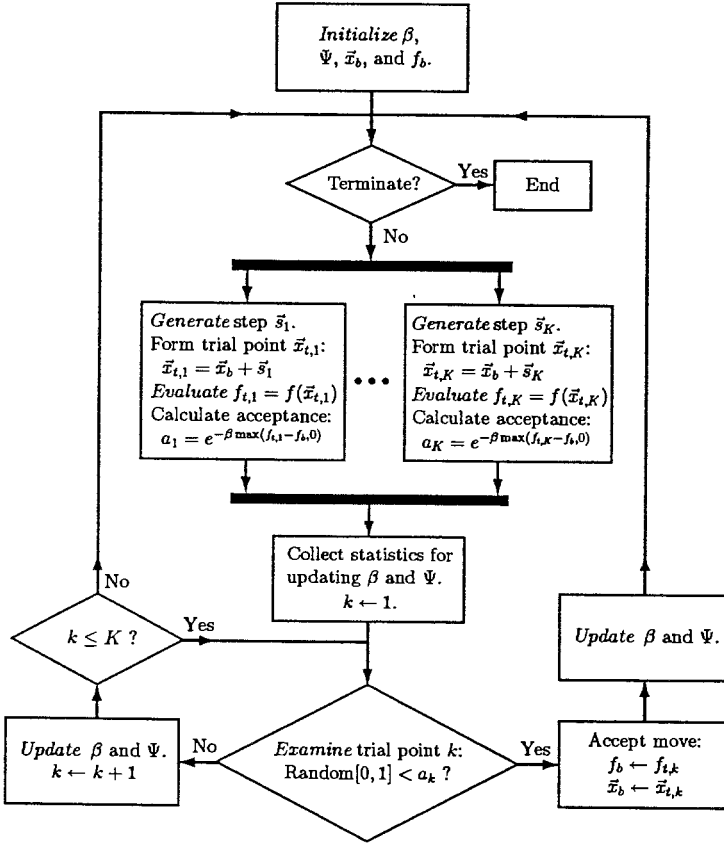 Initialize β,
Ψ, x⃗_b, and f_b.
Terminate?
Yes
End
No
Generate step s⃗_1.
Form trial point x⃗_{t,1}:
x⃗_{t,1} = x⃗_b + s⃗_1
Evaluate f_{t,1} = f(x⃗_{t,1})
Calculate acceptance:
a_1 = e^{-β max(f_{t,1}-f_b,0)}
•••
Generate step s⃗_K.
Form trial point x⃗_{t,K}:
x⃗_{t,K} = x⃗_b + s⃗_K
Evaluate f_{t,K} = f(x⃗_{t,K})
Calculate acceptance:
a_K = e^{-β max(f_{t,K}-f_b,0)}
Collect statistics for
updating β and Ψ.
k ← 1.
No
k ≤ K ?
Yes
Update β and Ψ.
Update β and Ψ.
k ← k + 1
No
Examine trial point k:
Random[0, 1] < a_k ?
Yes
Accept move:
f_b ← f_{t,k}
x⃗_b ← x⃗_{t,k}